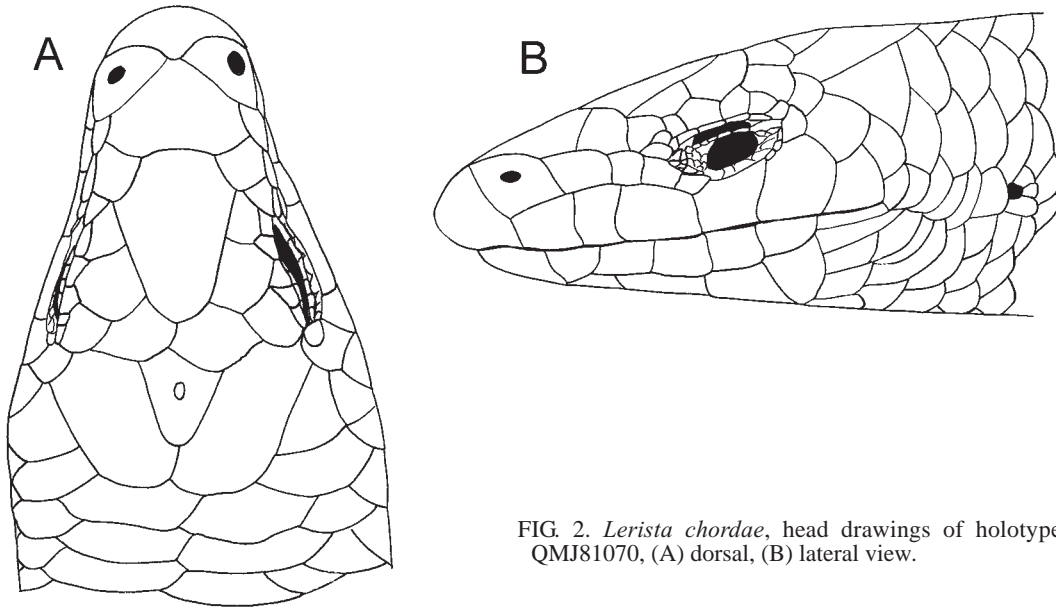 A
B
FIG. 2. Lerista chordae, head drawings of holotype
QMJ81070, (A) dorsal, (B) lateral view.